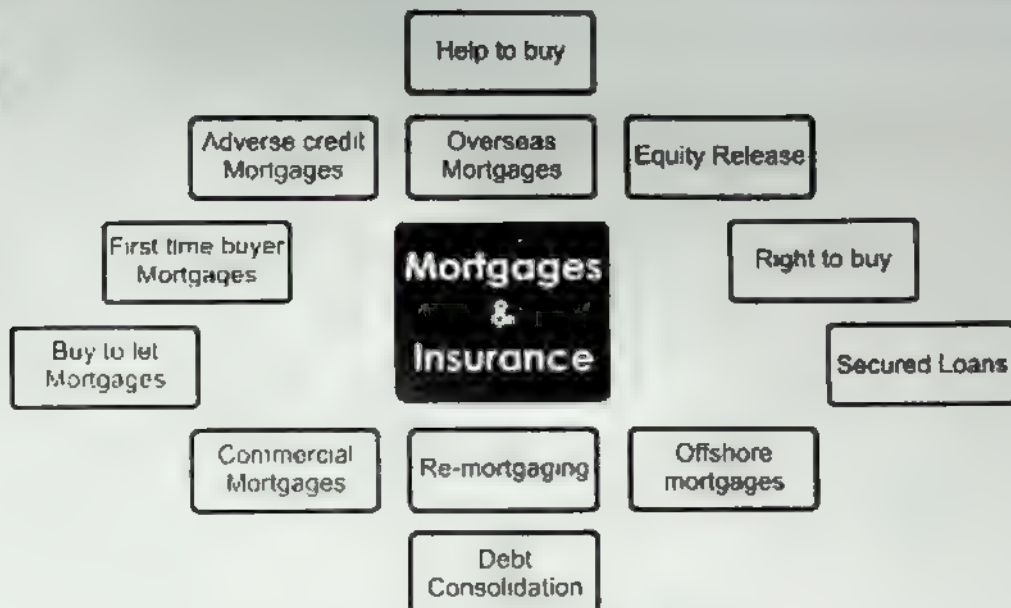 Help to buy
Adverse credit
Mortgages
Overseas
Mortgages
Equity Release
First time buyer
Mortgages
Mortgages
&
Insurance
Right to buy
Buy to let
Mortgages
Secured Loans
Commercial
Mortgages
Re-mortgaging
Offshore
mortgages
Debt
Consolidation